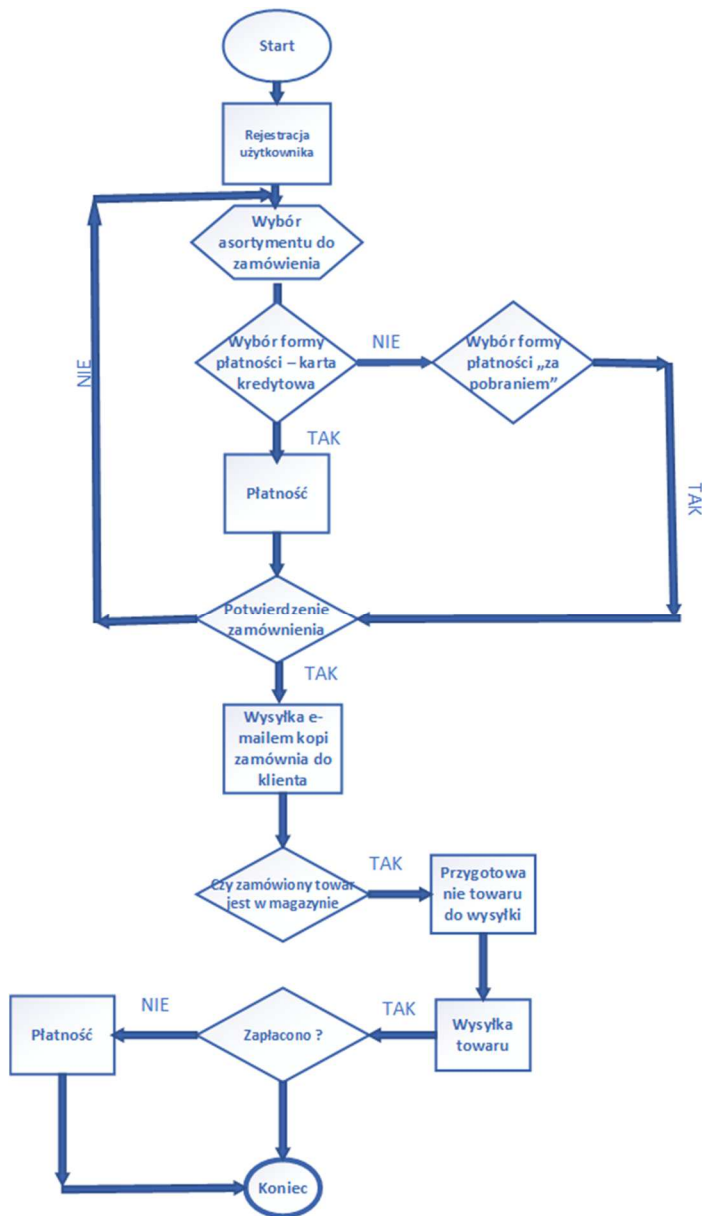 Start
Rejestracja
użytkownika
Wybór
asortymentu do
zamówienia
Wybór formy
płatności – karta
kredytowa
NIE
Wybór formy
płatności „za
pobraniem”
NIE
TAK
TAK
Płatność
Potwierdzenie
zamównienia
TAK
Wysyłka e-
mailem kopi
zamównia do
klienta
Czy zamówiony towar
jest w magazynie
TAK
Przygotowa
nie towaru
do wysyłki
Wysyłka
towaru
TAK
Zapłacono ?
NIE
Płatność
Koniec